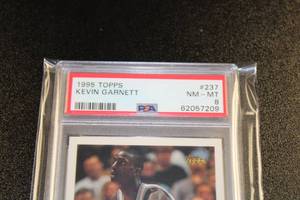 1995 TOPPS #237
KEVIN GARNETT NM - MT
PSA 8
62057209